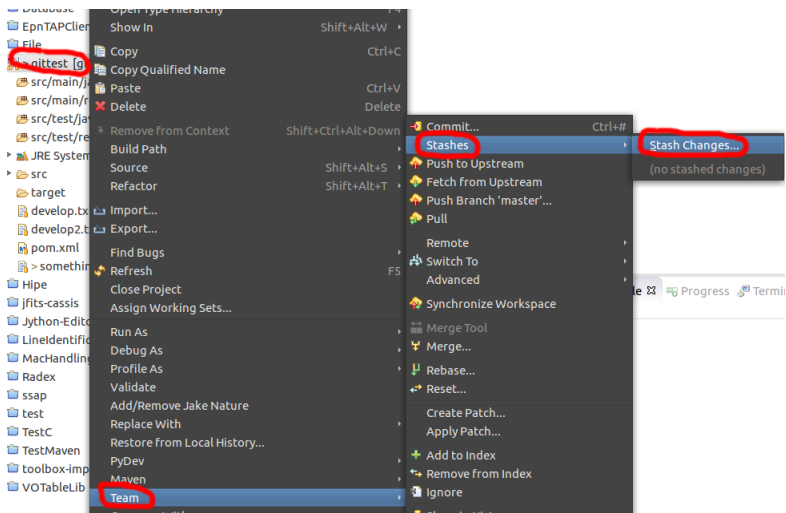 Database
EpnTAPClien
File
> gittest [g
src/main/ja
src/main/r
src/test/jav
src/test/re
JRE System
src
target
develop.tx
develop2.t
pom.xml
> somethin
Hipe
jfits-cassis
Jython-Edito
LineIdentific
MacHandling
Radex
ssap
test
TestC
TestMaven
toolbox-imp
VOTableLib
Open Type Hierarchy F4
Show In Shift+Alt+W
Copy Ctrl+C
Copy Qualified Name
Paste Ctrl+V
Delete Delete
Remove from Context Shift+Ctrl+Alt+Down
Build Path
Source Shift+Alt+S
Refactor Shift+Alt+T
Import...
Export...
Find Bugs
Refresh F5
Close Project
Assign Working Sets...
Run As
Debug As
Profile As
Validate
Add/Remove Jake Nature
Replace With
Restore from Local History...
PyDev
Maven
Team
Commit... Ctrl+#
Stashes
Push to Upstream
Fetch from Upstream
Push Branch 'master'...
Pull
Remote
Switch To
Advanced
Synchronize Workspace
Merge Tool
Merge...
Rebase...
Reset...
Create Patch...
Apply Patch...
Add to Index
Remove from Index
Ignore
Stash Changes...
(no stashed changes)
le Progress Termi